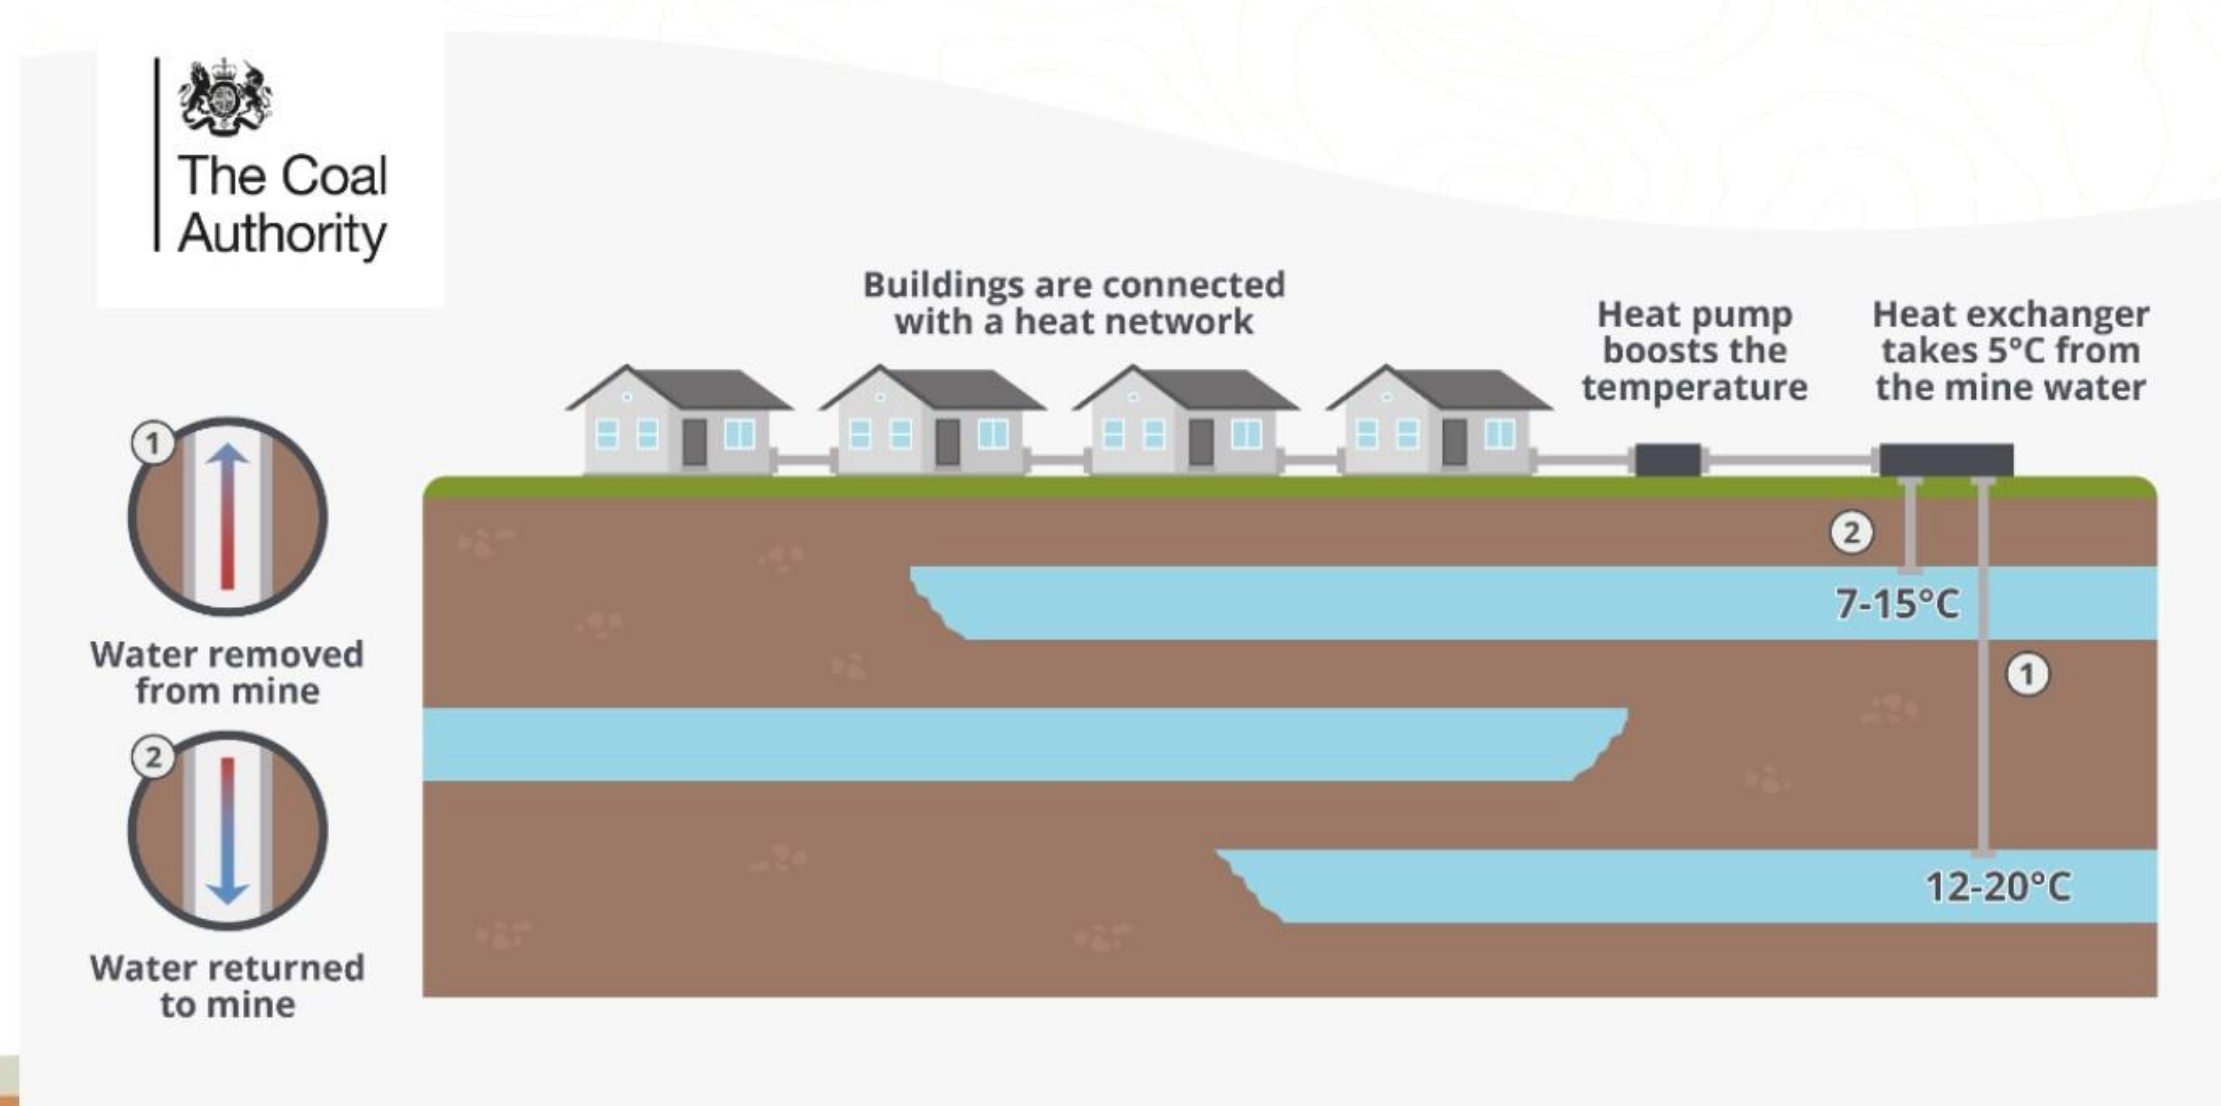 The Coal
Authority
Buildings are connected
with a heat network
Heat pump
boosts the
temperature
Heat exchanger
takes 5°C from
the mine water
1
Water removed
from mine
2
Water returned
to mine
2
7-15°C
1
12-20°C